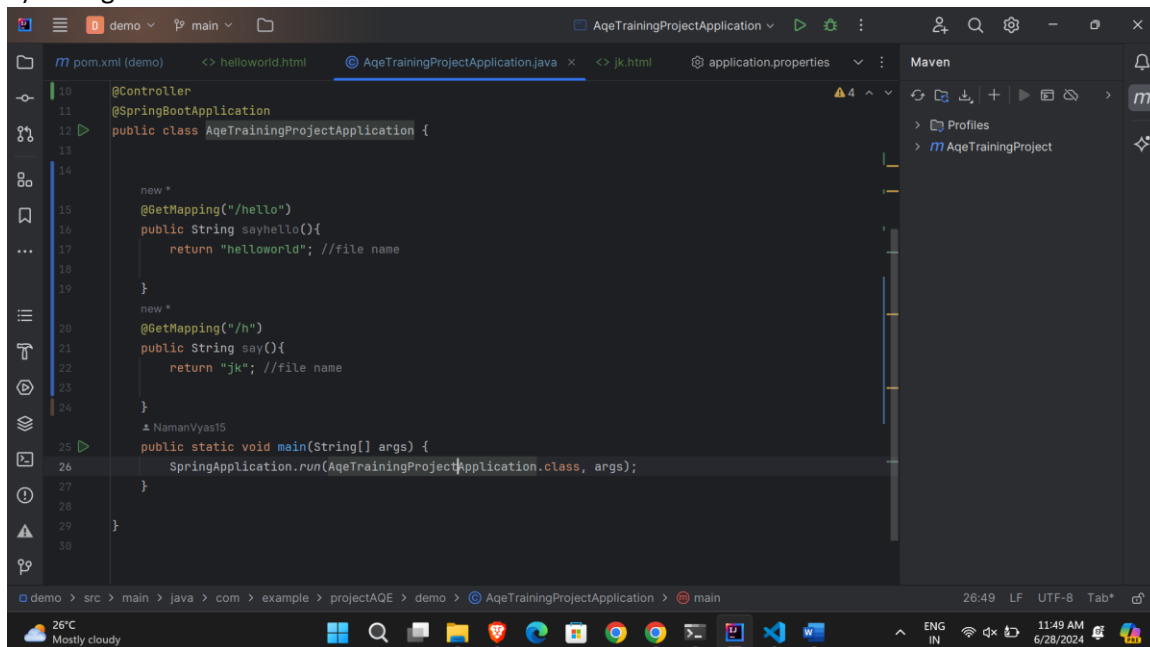 demo main AqeTrainingProjectApplication
pom.xml (demo) helloworld.html AqeTrainingProjectApplication.java jk.html application.properties Maven
10 @Controller 4
11 @SpringBootApplication
12 public class AqeTrainingProjectApplication {
Profiles
AqeTrainingProject
13
14
new *
15 @GetMapping("/hello")
16 public String sayhello(){
17 return "helloworld"; //file name
18
19 }
new *
20 @GetMapping("/h")
21 public String say(){
22 return "jk"; //file name
23
24 }
NamanVyas15
25 public static void main(String[] args) {
26 SpringApplication.run(AqeTrainingProjectApplication.class, args);
27 }
28
29 }
30
demo > src > main > java > com > example > projectAQE > demo > AqeTrainingProjectApplication > main 26:49 LF UTF-8 Tab*
26°C
Mostly cloudy
ENG
IN
11:49 AM
6/28/2024